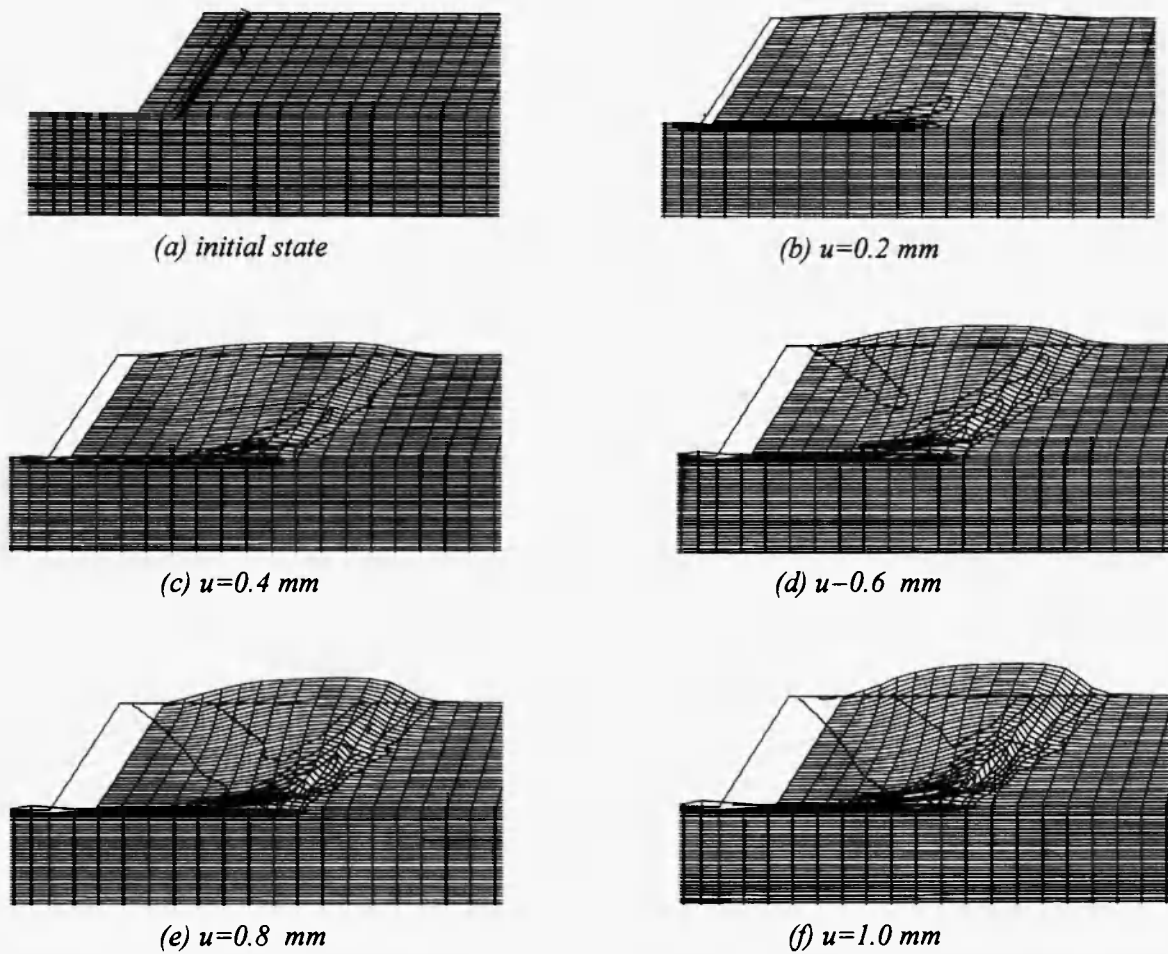 (a) initial state
(b) u=0.2 mm
(c) u=0.4 mm
(d) u-0.6 mm
(e) u=0.8 mm
(f) u=1.0 mm